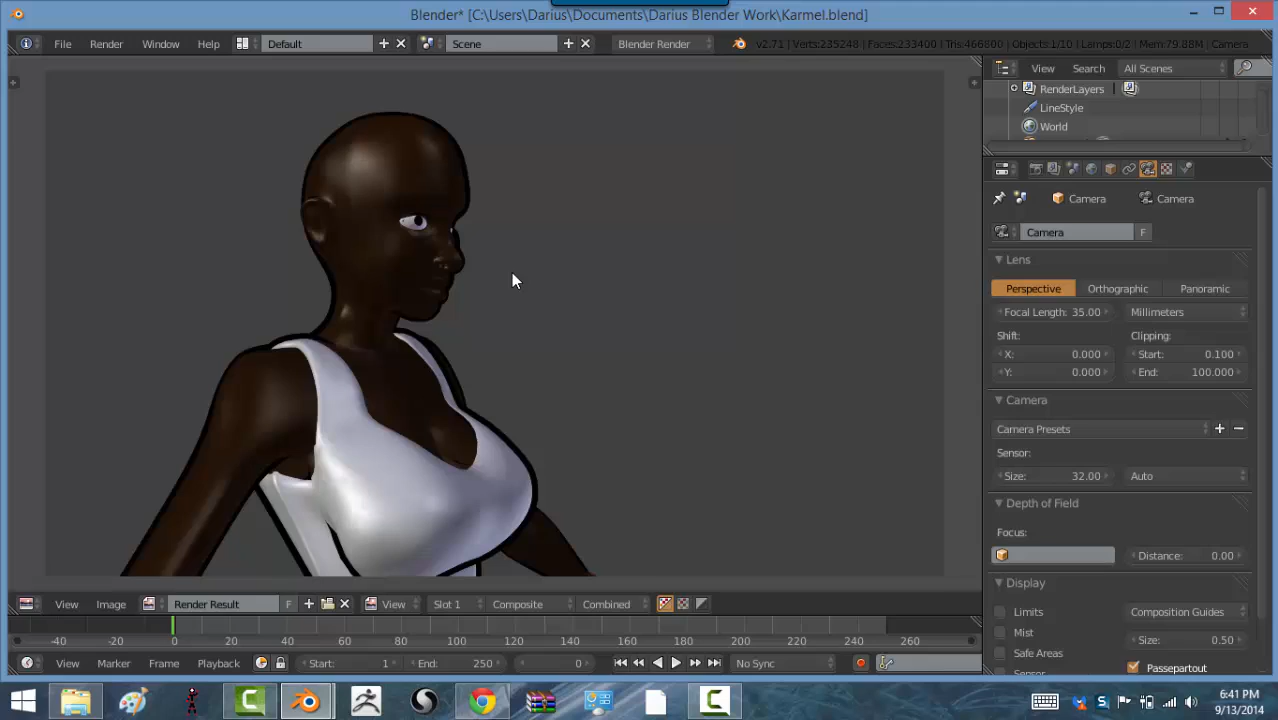 Blender* [C:\Users\Darius\Documents\Darius Blender Work\Karmel.blend]
File Render Window Help Default Scene Blender Render v2.71 | Verts:235248 | Faces:233400 | Tris:466800 | Objects:1/10 | Lamps:0/2 | Mem:79.88M | Camera
View Search All Scenes
RenderLayers
LineStyle
World
Camera Camera
Camera F
Lens
Perspective Orthographic Panoramic
Focal Length: 35.00 Millimeters
Shift: Clipping:
X: 0.000 Start: 0.100
Y: 0.000 End: 100.000
Camera
Camera Presets
Sensor:
Size: 32.00 Auto
Depth of Field
Focus:
Distance: 0.00
Display
Limits Composition Guides
Mist Size: 0.50
Safe Areas
Sensor Passepartout
View Image Render Result F View Slot 1 Composite Combined
-40 -20 0 20 40 60 80 100 120 140 160 180 200 220 240 260
View Marker Frame Playback Start: 1 End: 250 0 No Sync
6:41 PM
9/13/2014